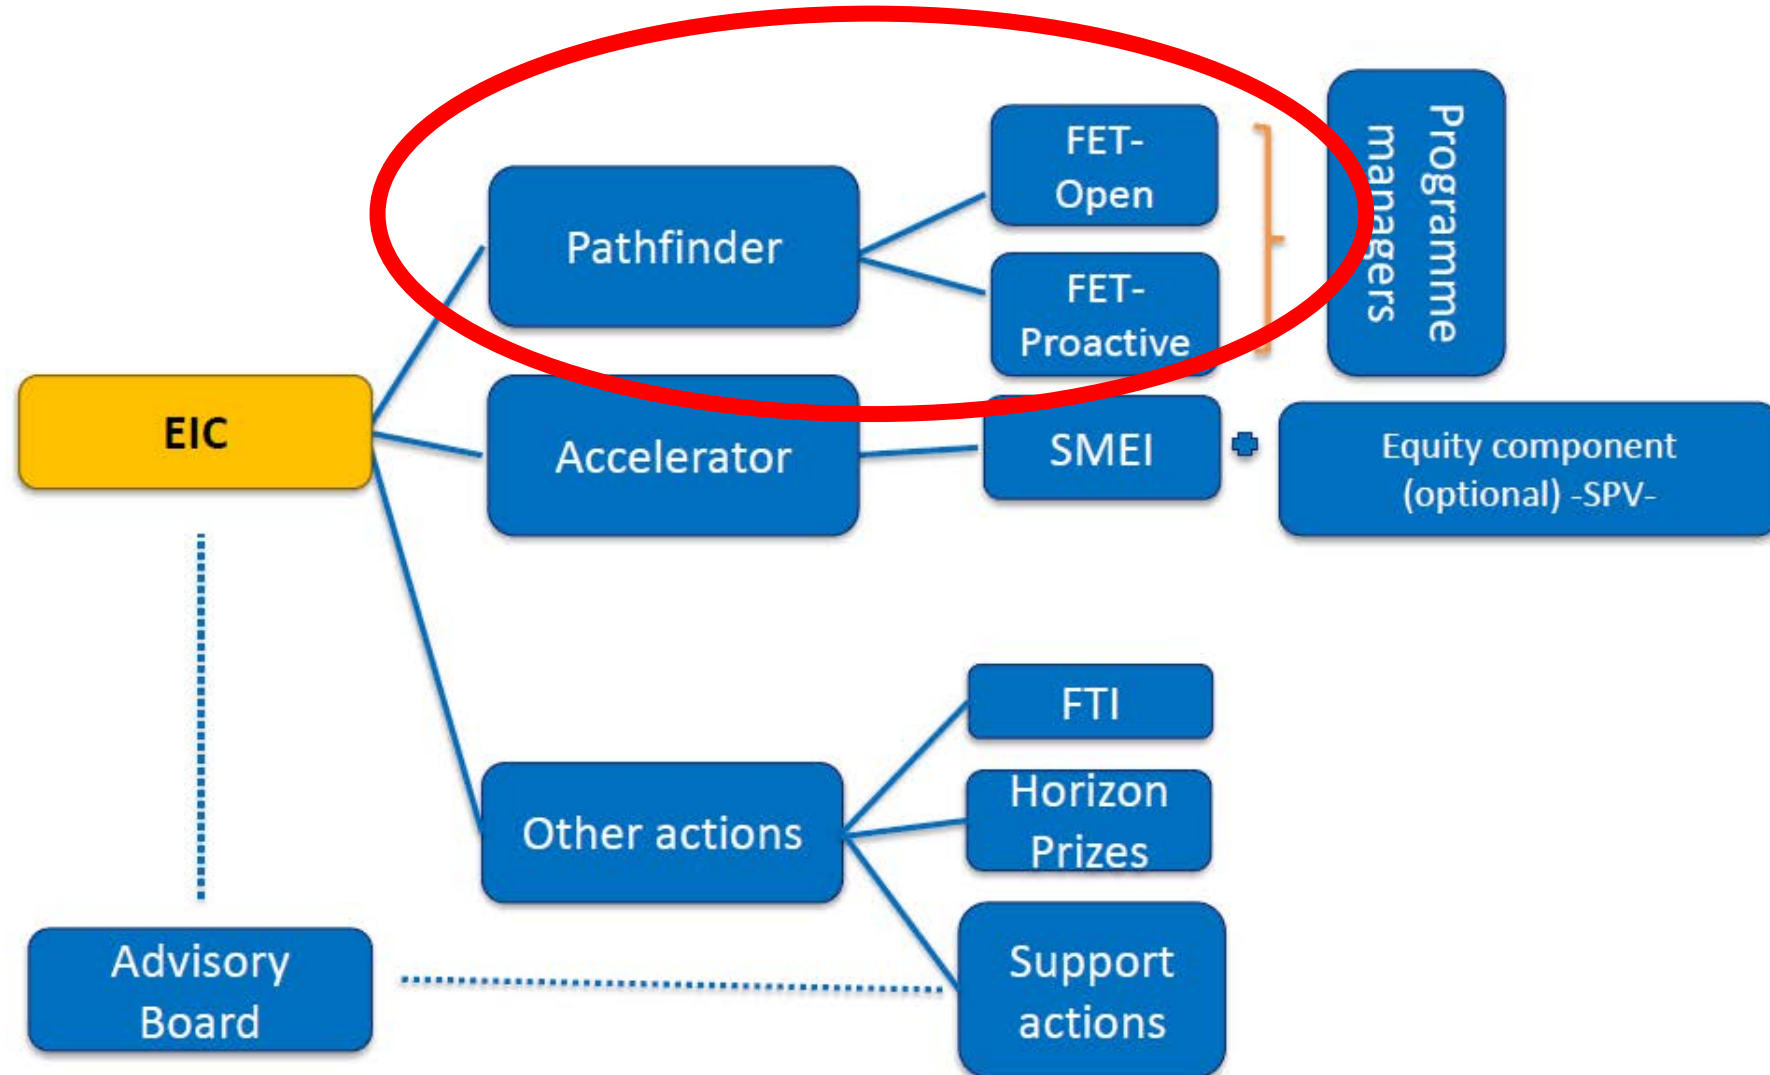 FET-
Open
Programme
managers
Pathfinder
FET-
Proactive
EIC
Accelerator
SMEI
Equity component
(optional) -SPV-
FTI
Horizon
Prizes
Other actions
Support
actions
Advisory
Board